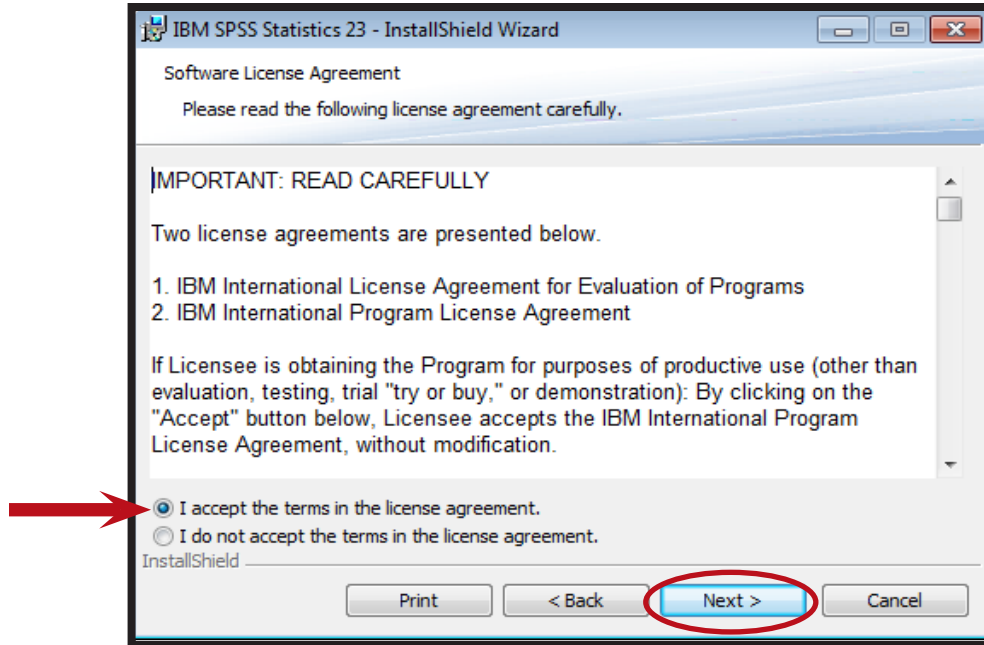 IBM SPSS Statistics 23 - InstallShield Wizard
Software License Agreement
Please read the following license agreement carefully.
IMPORTANT: READ CAREFULLY
Two license agreements are presented below.
1. IBM International License Agreement for Evaluation of Programs
2. IBM International Program License Agreement
If Licensee is obtaining the Program for purposes of productive use (other than
evaluation, testing, trial "try or buy," or demonstration): By clicking on the
"Accept" button below, Licensee accepts the IBM International Program
License Agreement, without modification.
I accept the terms in the license agreement.
I do not accept the terms in the license agreement.
InstallShield
Print
< Back
Next >
Cancel